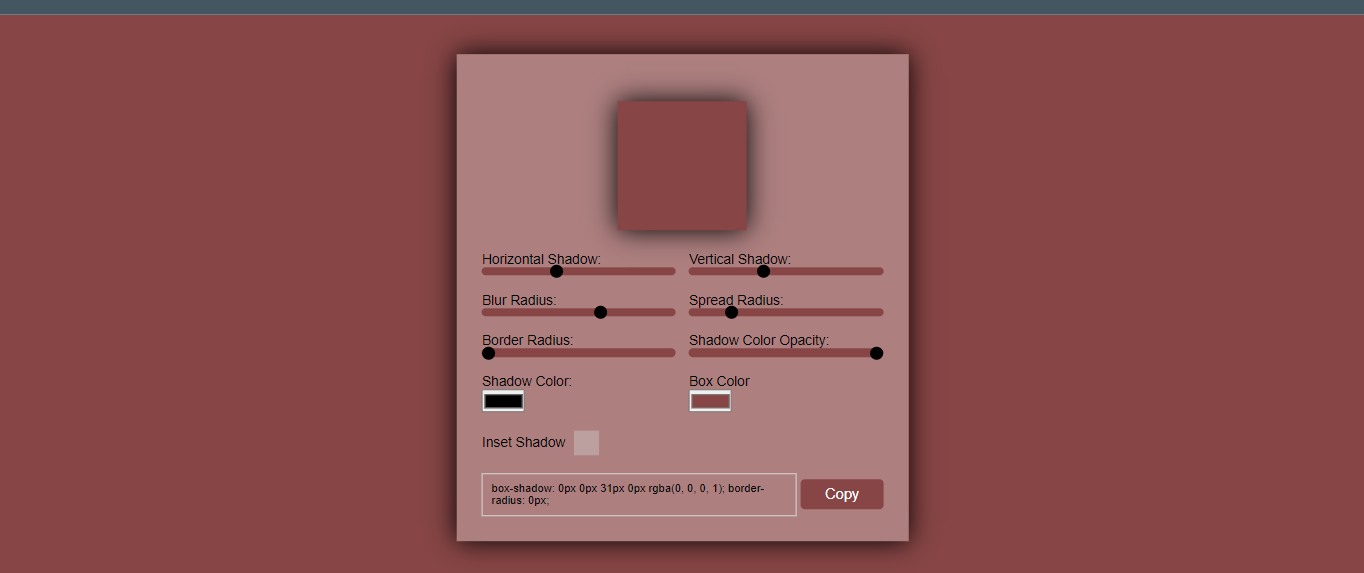 Horizontal Shadow: Vertical Shadow:
Blur Radius: Spread Radius:
Border Radius: Shadow Color Opacity:
Shadow Color: Box Color
Inset Shadow
box-shadow: 0px 0px 31px 0px rgba(0, 0, 0, 1); border-
radius: 0px;
Copy